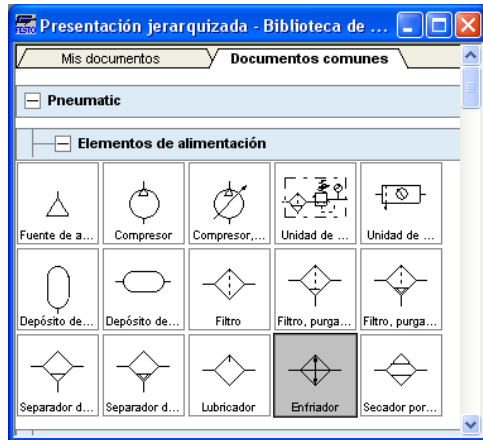 FESTO Presentación jerarquizada - Biblioteca de ...
Mis documentos Documentos comunes
Pneumatic
Elementos de alimentación
Fuente de a... Compresor Compresor,... Unidad de ... Unidad de ...
Depósito de... Depósito de... Filtro Filtro, purga... Filtro, purga...
Separador d... Separador d... Lubricador Enfriador Secador por...